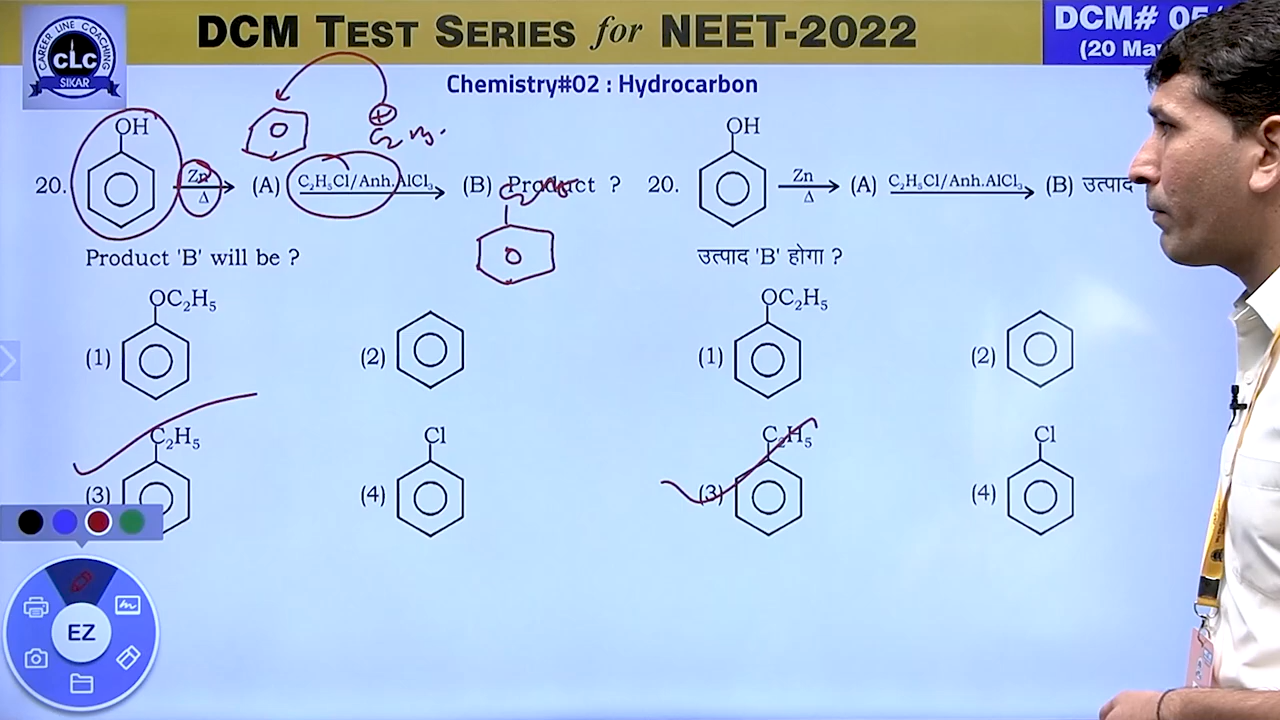 CAREER LINE COACHING
CLC
SIKAR
DCM TEST SERIES for NEET-2022
DCM# 05
(20 May
Chemistry#02 : Hydrocarbon
20.
OH
Zn
Δ
(A)
C₂H₅Cl/Anh.AlCl₃
(B) Product ?
Product 'B' will be ?
(1)
OC₂H₅
(2)
(3)
C₂H₅
(4)
Cl
20.
OH
Zn
Δ
(A)
C₂H₅Cl/Anh.AlCl₃
(B) उत्पाद
उत्पाद 'B' होगा ?
(1)
OC₂H₅
(2)
(3)
C₂H₅
(4)
Cl
EZ